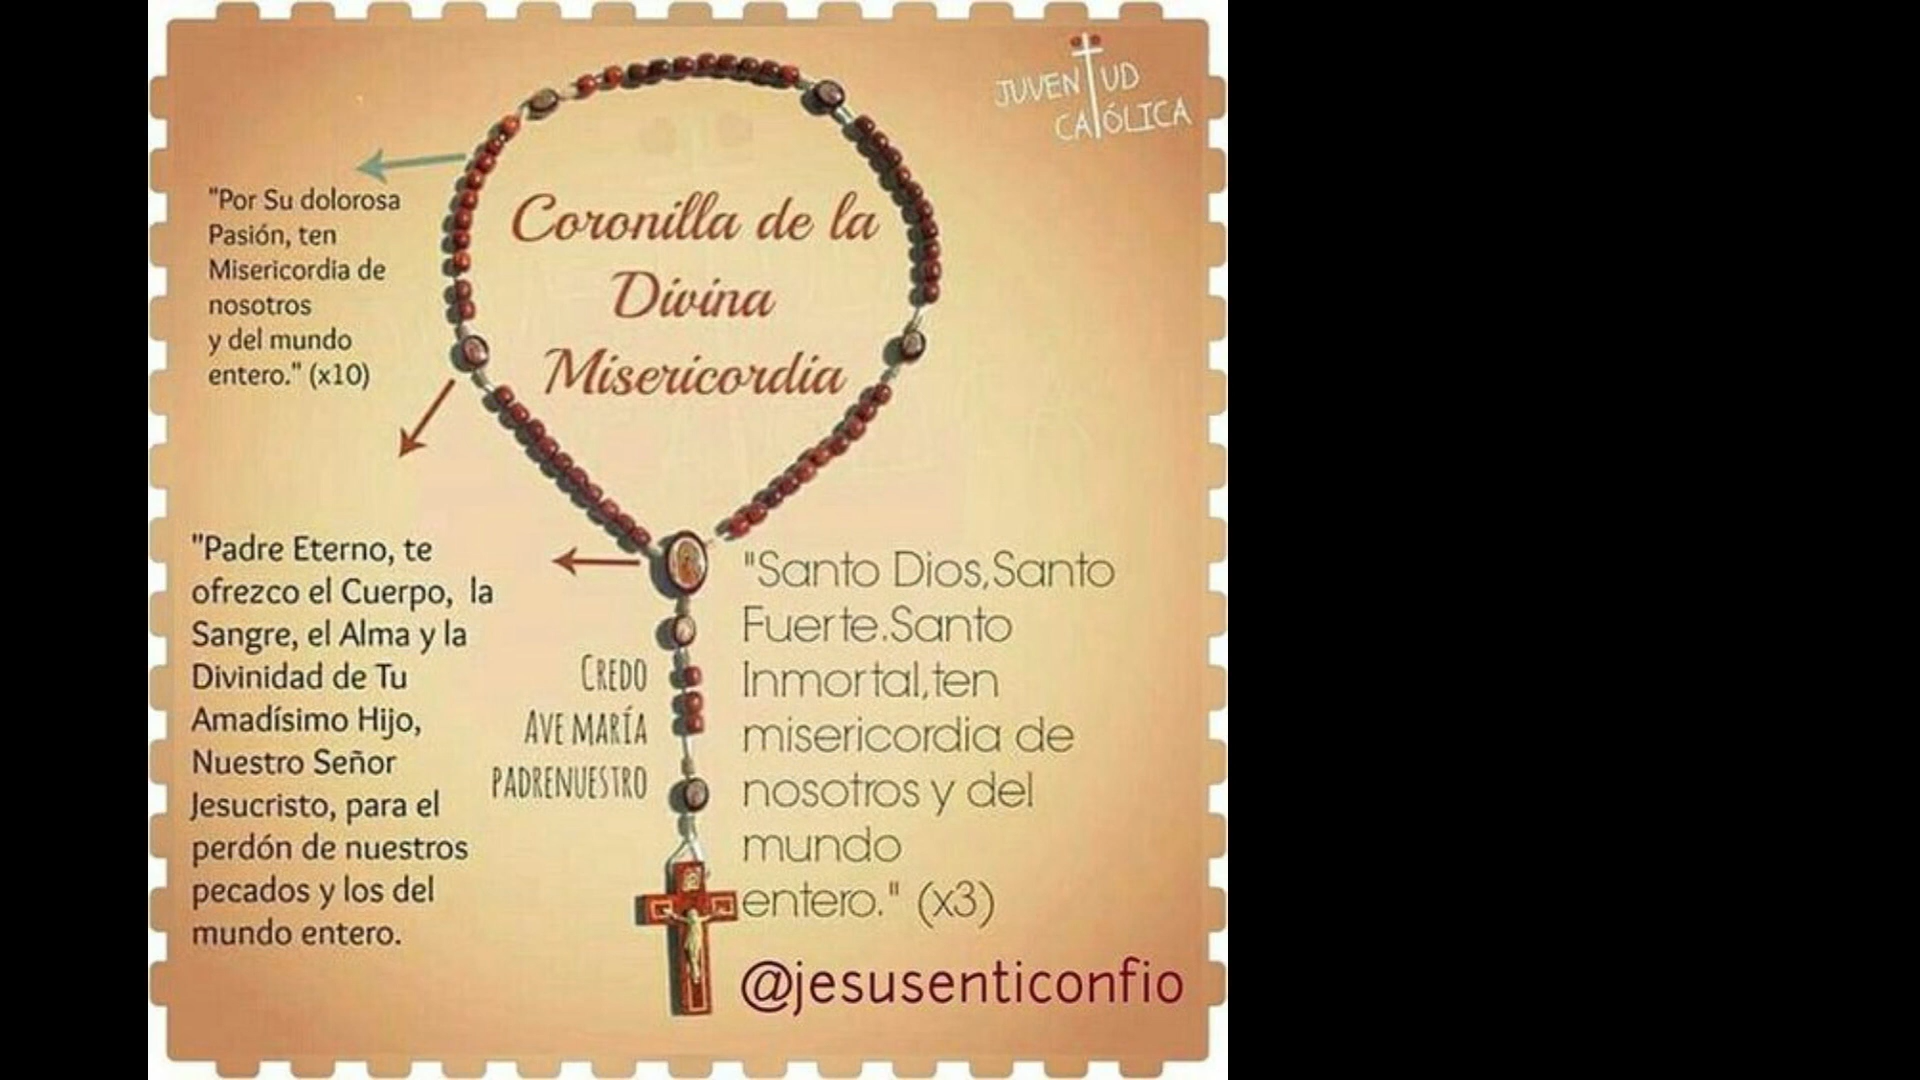 JUVENTUD
CATÓLICA
Coronilla de la
Divina
Misericordia
"Por Su dolorosa
Pasión, ten
Misericordia de
nosotros
y del mundo
entero." (x10)
"Padre Eterno, te
ofrezco el Cuerpo, la
Sangre, el Alma y la
Divinidad de Tu
Amadísimo Hijo,
Nuestro Señor
Jesucristo, para el
perdón de nuestros
pecados y los del
mundo entero.
CREDO
AVE MARÍA
PADRENUESTRO
"Santo Dios,Santo
Fuerte.Santo
Inmortal,ten
misericordia de
nosotros y del
mundo
entero." (x3)
@jesusenticonfio